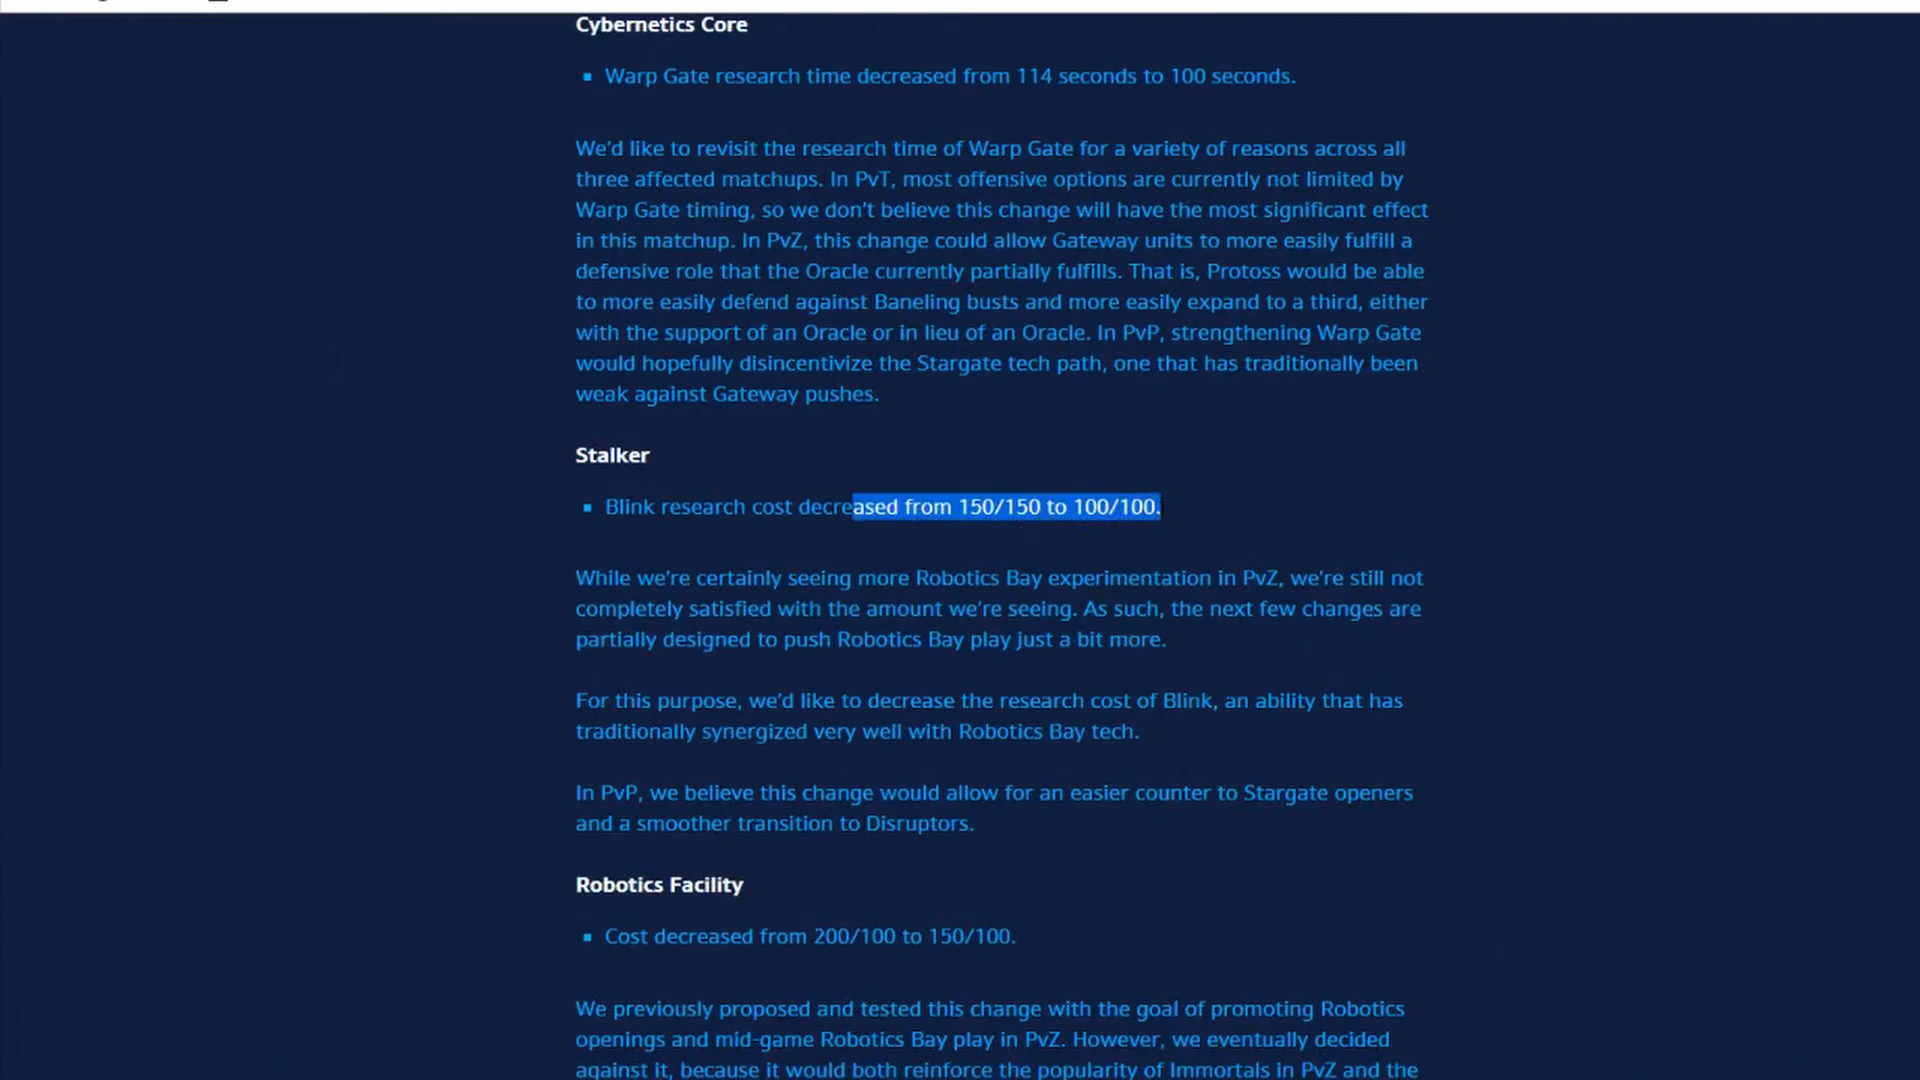 Cybernetics Core
Warp Gate research time decreased from 114 seconds to 100 seconds.
We'd like to revisit the research time of Warp Gate for a variety of reasons across all
three affected matchups. In PvT, most offensive options are currently not limited by
Warp Gate timing, so we don't believe this change will have the most significant effect
in this matchup. In PvZ, this change could allow Gateway units to more easily fulfill a
defensive role that the Oracle currently partially fulfills. That is, Protoss would be able
to more easily defend against Baneling busts and more easily expand to a third, either
with the support of an Oracle or in lieu of an Oracle. In PvP, strengthening Warp Gate
would hopefully disincentivize the Stargate tech path, one that has traditionally been
weak against Gateway pushes.
Stalker
Blink research cost decreased from 150/150 to 100/100.
While we're certainly seeing more Robotics Bay experimentation in PvZ, we're still not
completely satisfied with the amount we're seeing. As such, the next few changes are
partially designed to push Robotics Bay play just a bit more.
For this purpose, we'd like to decrease the research cost of Blink, an ability that has
traditionally synergized very well with Robotics Bay tech.
In PvP, we believe this change would allow for an easier counter to Stargate openers
and a smoother transition to Disruptors.
Robotics Facility
Cost decreased from 200/100 to 150/100.
We previously proposed and tested this change with the goal of promoting Robotics
openings and mid-game Robotics Bay play in PvZ. However, we eventually decided
against it, because it would both reinforce the popularity of Immortals in PvZ and the